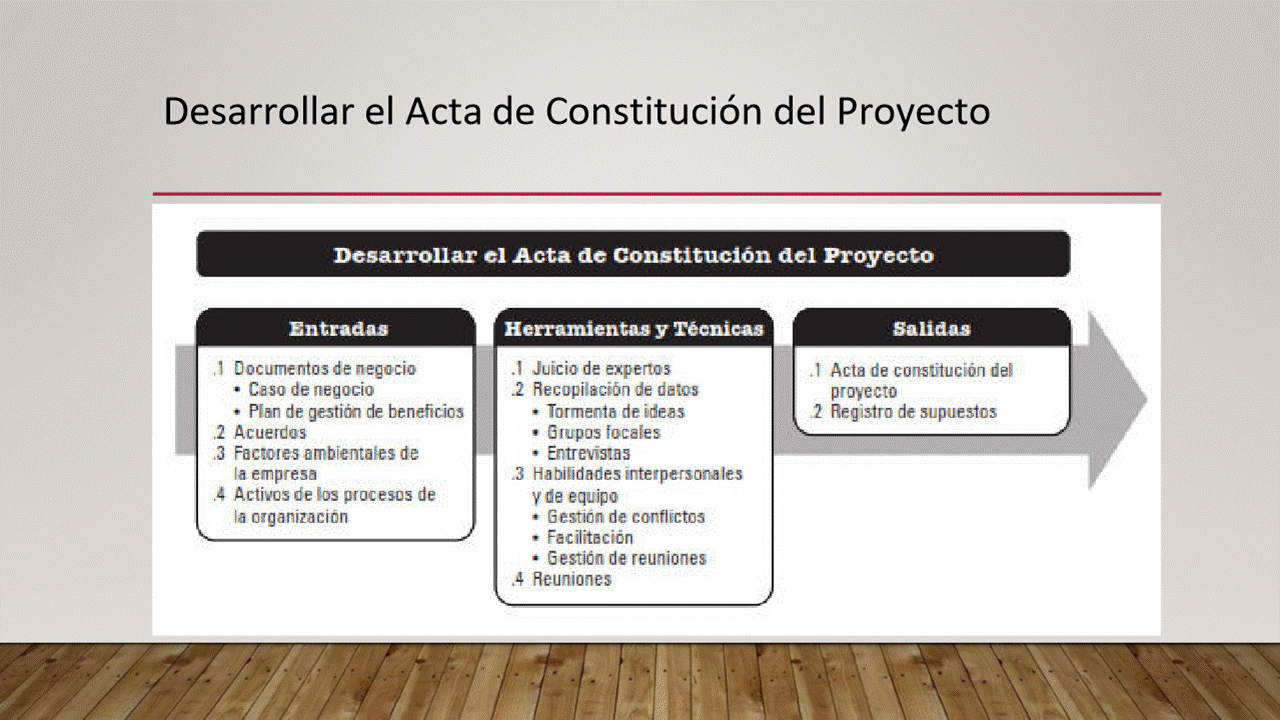 Desarrollar el Acta de Constitución del Proyecto
Desarrollar el Acta de Constitución del Proyecto
Entradas
.1 Documentos de negocio
• Caso de negocio
• Plan de gestión de beneficios
.2 Acuerdos
.3 Factores ambientales de
la empresa
.4 Activos de los procesos de
la organización
Herramientas y Técnicas
.1 Juicio de expertos
.2 Recopilación de datos
• Tormenta de ideas
• Grupos focales
• Entrevistas
.3 Habilidades interpersonales
y de equipo
• Gestión de conflictos
• Facilitación
• Gestión de reuniones
.4 Reuniones
Salidas
.1 Acta de constitución del
proyecto
.2 Registro de supuestos